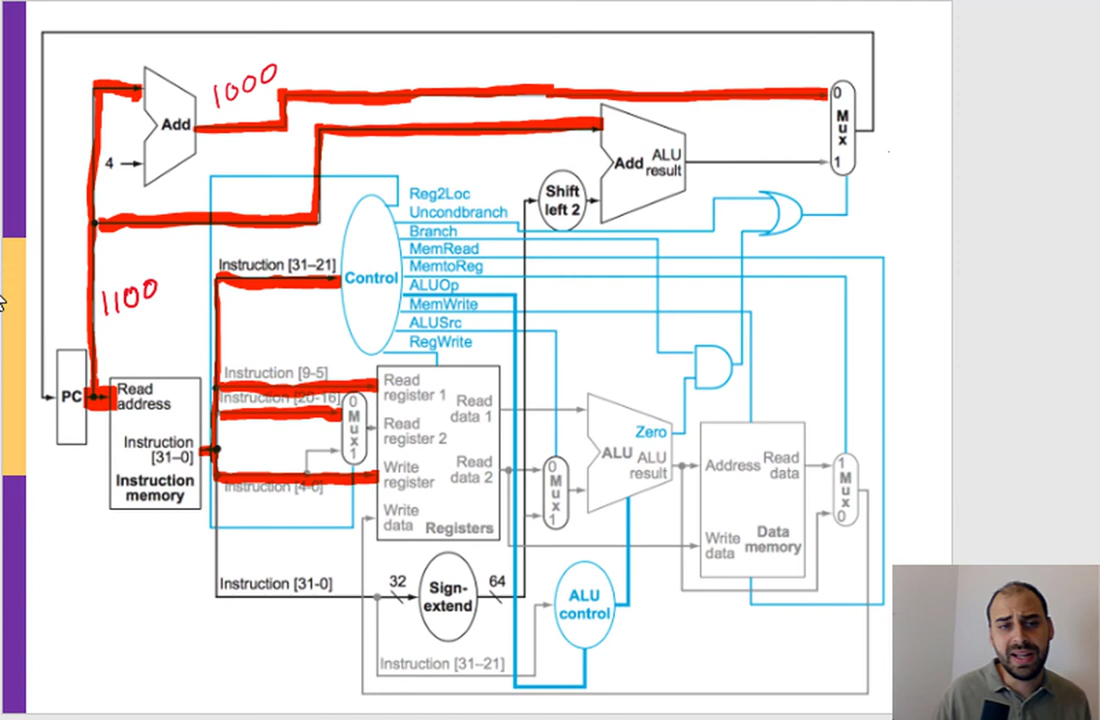 1000
0
M
u
x
1
Add
4
Add
ALU
result
Shift
left 2
Reg2Loc
Uncondbranch
Branch
MemRead
MemtoReg
ALUOp
MemWrite
ALUSrc
RegWrite
Control
Instruction [31–21]
1100
PC
Read
address
Instruction
[31–0]
Instruction
memory
Instruction [9-5]
Instruction [20-16]
Instruction [4-0]
0
M
u
x
1
Read
register 1
Read
register 2
Write
register
Write
data
Read
data 1
Read
data 2
Registers
0
M
u
x
1
Zero
ALU
ALU
result
Address
Read
data
Write
data
Data
memory
1
M
u
x
0
Instruction [31-0]
32
Sign-
extend
64
ALU
control
Instruction [31–21]